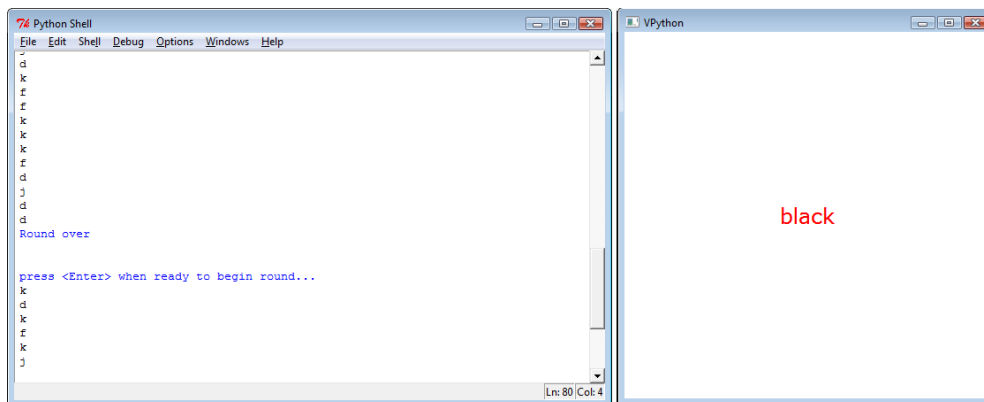 Python Shell
File Edit Shell Debug Options Windows Help
d
k
f
f
k
k
k
f
d
j
d
d
Round over
press <Enter> when ready to begin round...
k
d
k
f
k
j
Ln: 80 Col: 4
VPython
black